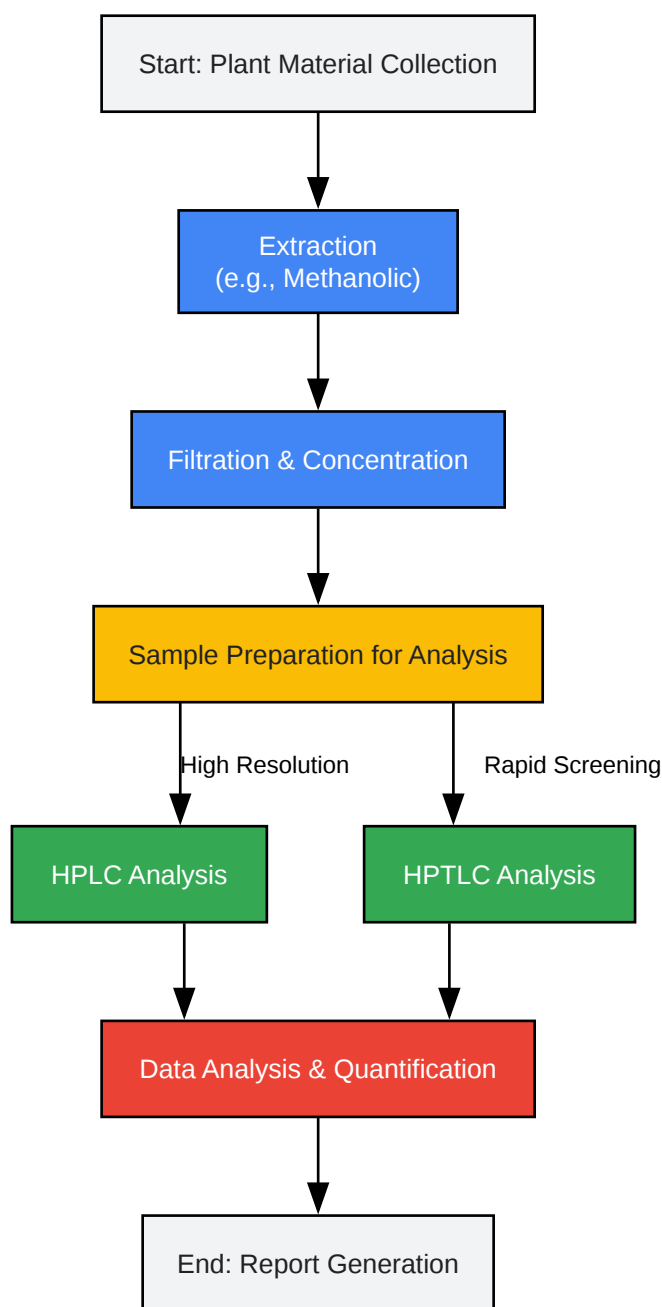 Start: Plant Material Collection
Extraction
(e.g., Methanolic)
Filtration & Concentration
Sample Preparation for Analysis
High Resolution
Rapid Screening
HPLC Analysis
HPTLC Analysis
Data Analysis & Quantification
End: Report Generation